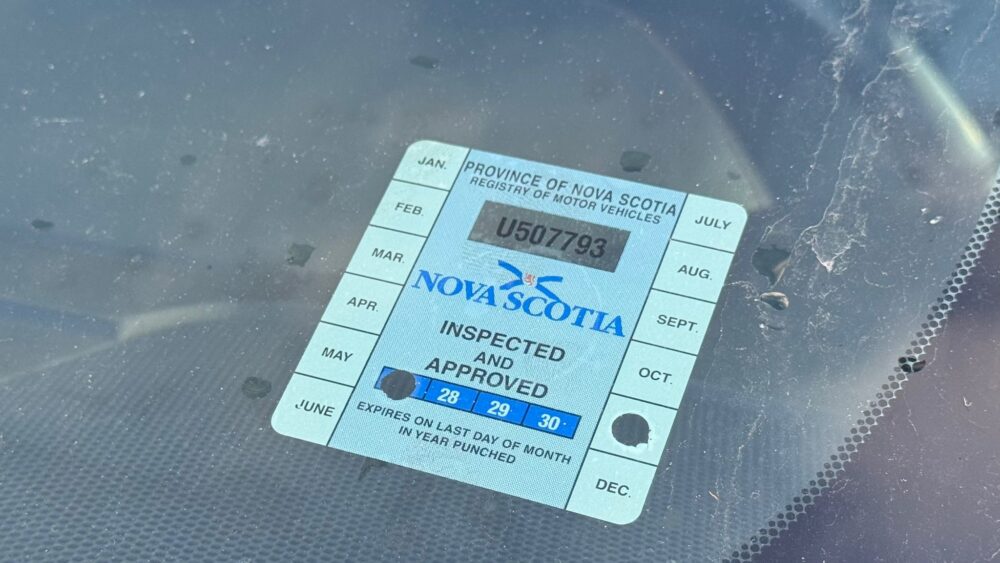 PROVINCE OF NOVA SCOTIA
REGISTRY OF MOTOR VEHICLES
U507793
NOVA SCOTIA
INSPECTED
AND
APPROVED
28 29 30
EXPIRES ON LAST DAY OF MONTH
IN YEAR PUNCHED
JAN.
FEB.
MAR.
APR.
MAY
JUNE
JULY
AUG.
SEPT.
OCT.
DEC.